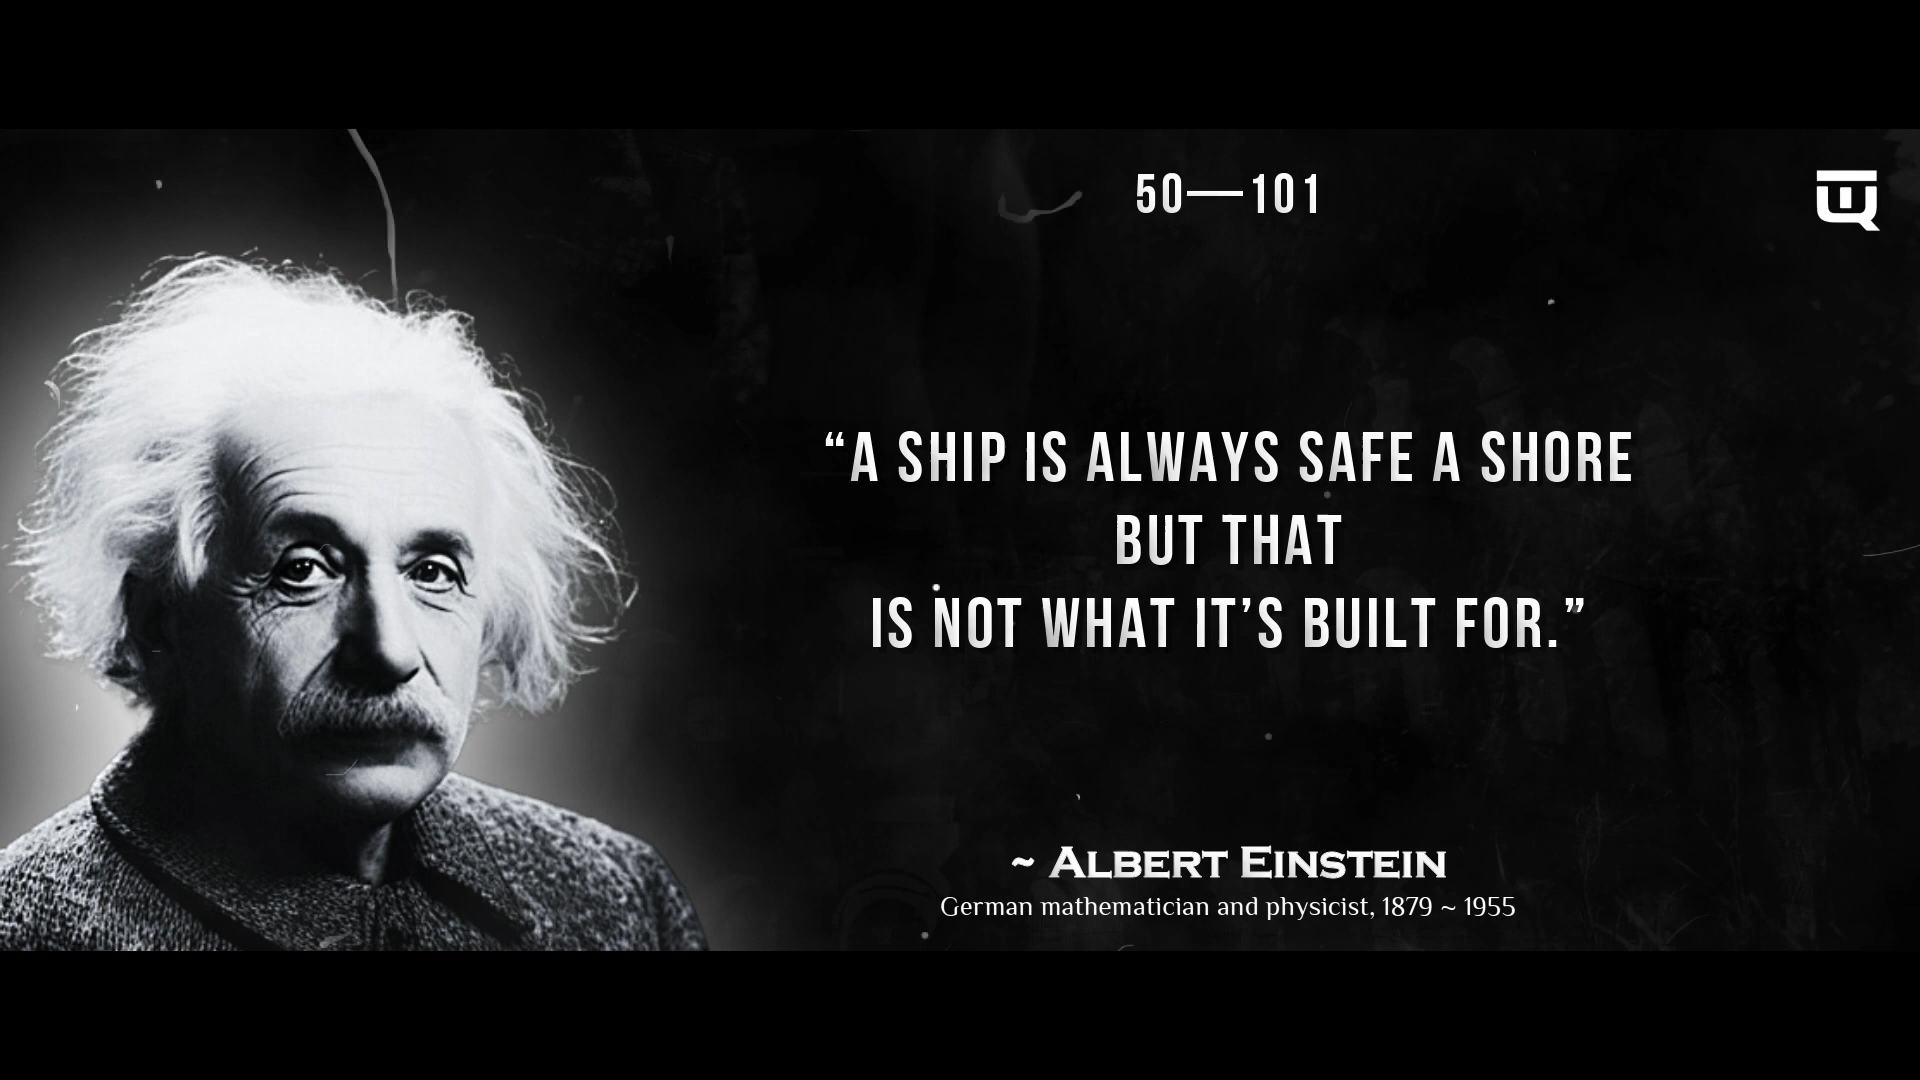 50—101
“A SHIP IS ALWAYS SAFE A SHORE
BUT THAT
IS NOT WHAT IT’S BUILT FOR.”
~ ALBERT EINSTEIN
German mathematician and physicist, 1879 ~ 1955